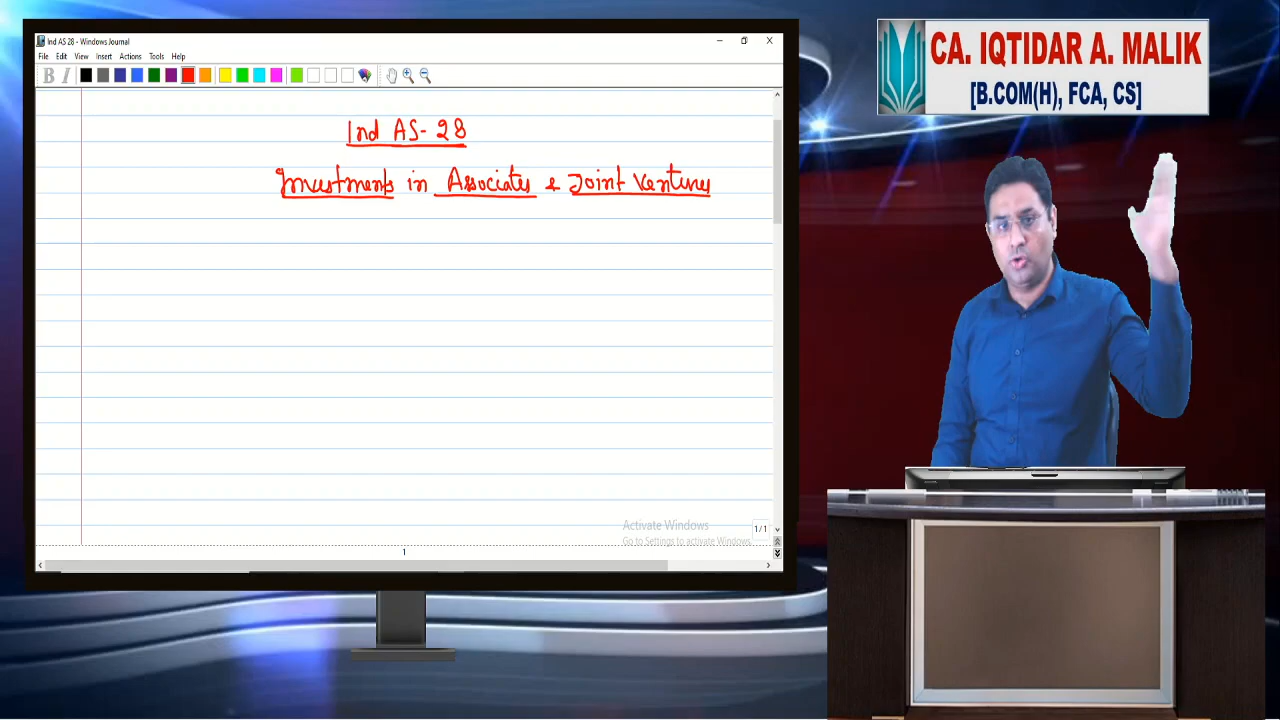 Ind AS 28 - Windows Journal
File Edit View Insert Actions Tools Help
B I
Ind AS- 28
Investments in Associates & Joint Ventures
Activate Windows
Go to Settings to activate Windows.
1/1
1
CA. IQTIDAR A. MALIK
[B.COM(H), FCA, CS]